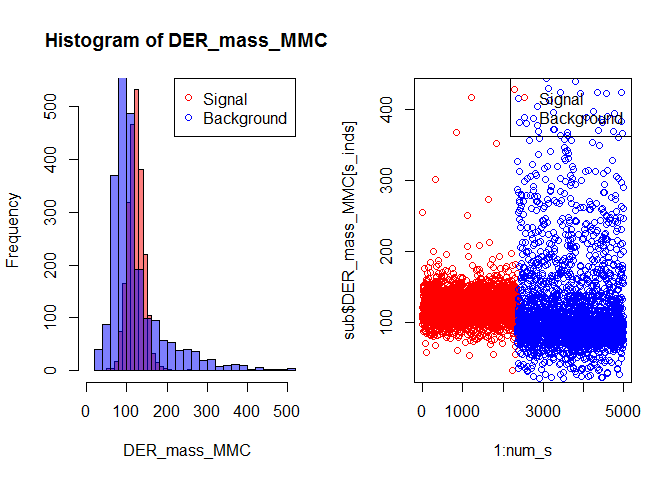 Histogram of DER_mass_MMC
Signal
Background
Frequency
0
100
200
300
400
500
0
100
200
300
400
500
DER_mass_MMC
Signal
Background
sub$DER_mass_MMC[s_inds]
100
200
300
400
0
1000
3000
5000
1:num_s